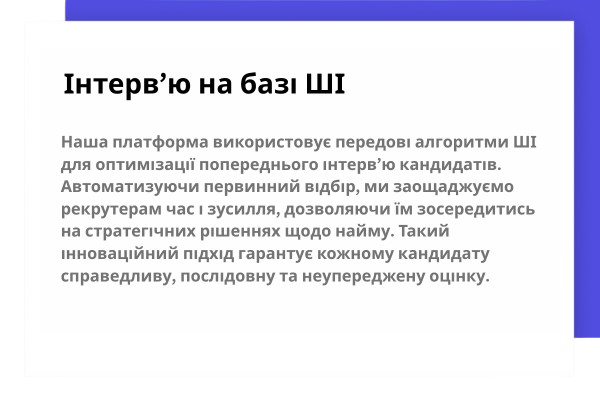 Інтерв’ю на базі ШІ
Наша платформа використовує передові алгоритми ШІ
для оптимізації попереднього інтерв’ю кандидатів.
Автоматизуючи первинний відбір, ми заощаджуємо
рекрутерам час і зусилля, дозволяючи їм зосередитись
на стратегічних рішеннях щодо найму. Такий
інноваційний підхід гарантує кожному кандидату
справедливу, послідовну та неупереджену оцінку.